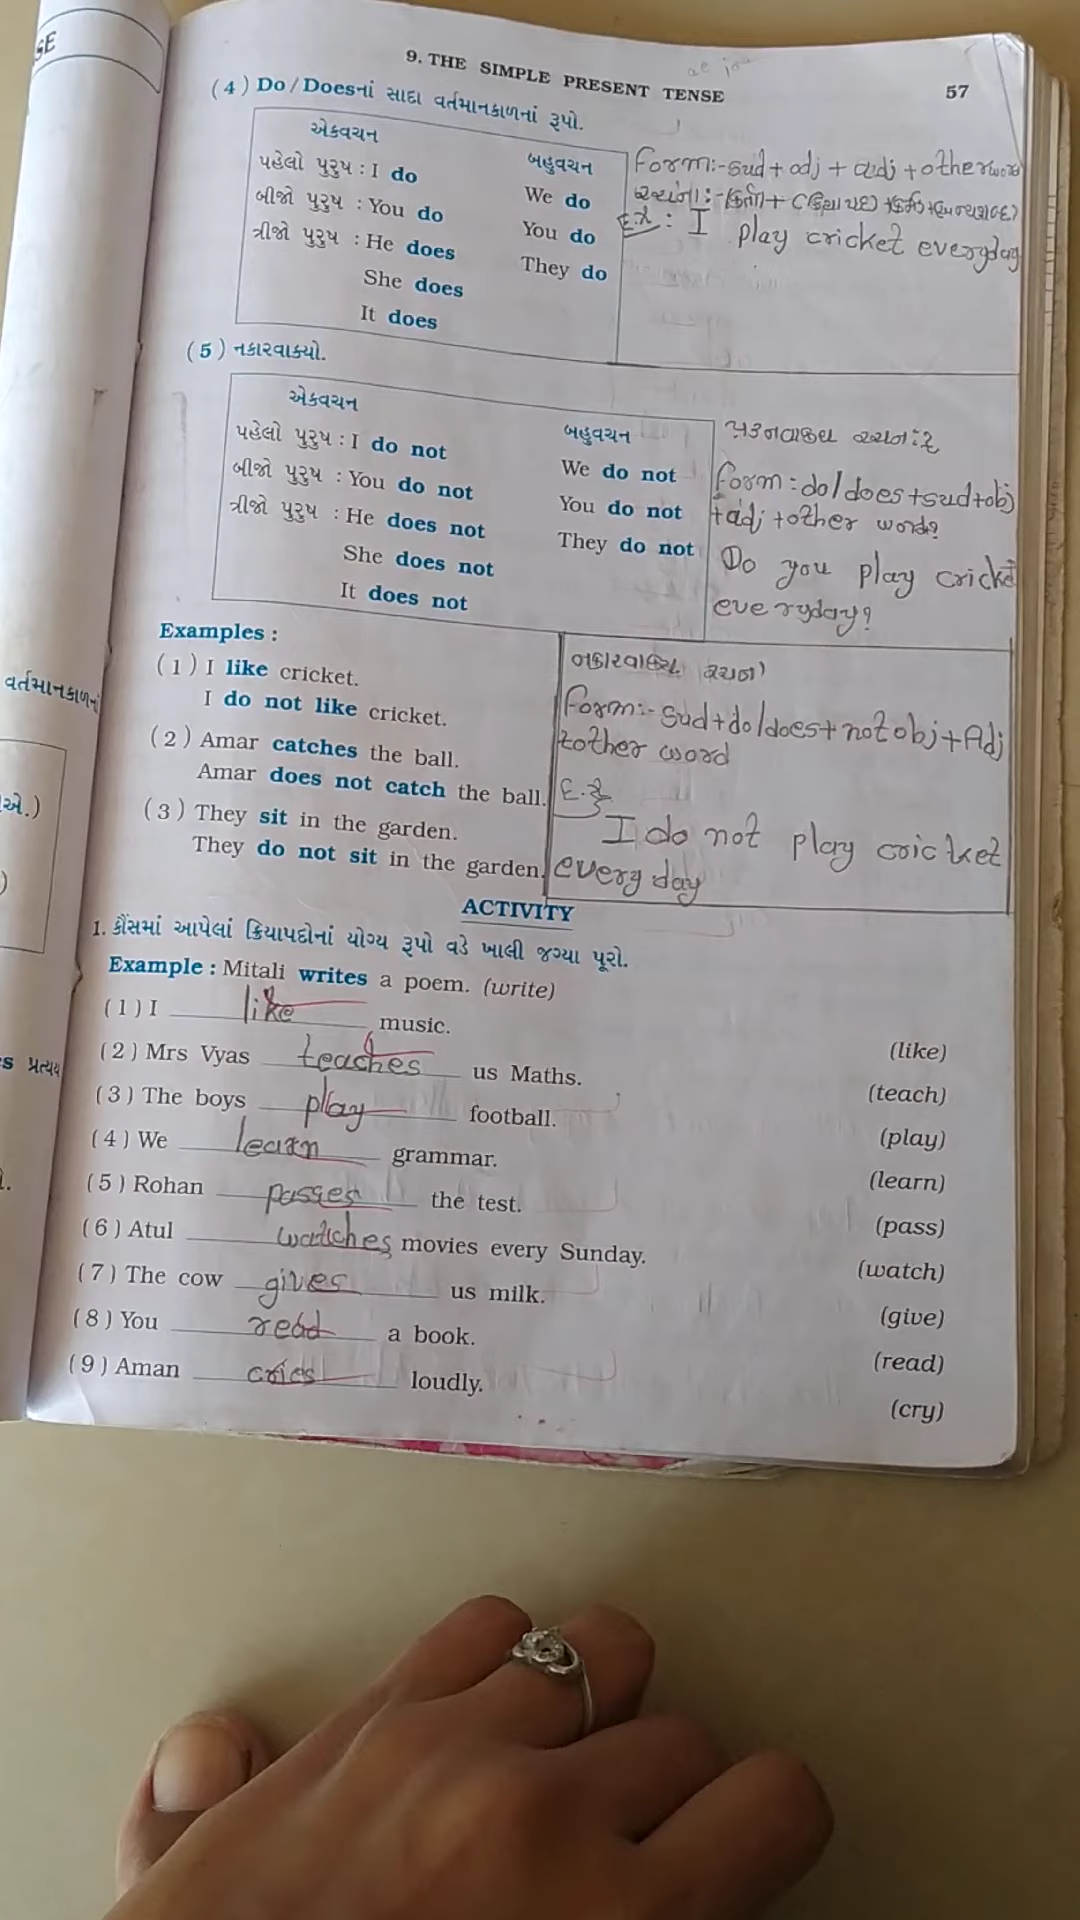 SE
9. THE SIMPLE PRESENT TENSE
57
(4) Do / Doesનાં સાદા વર્તમાનકાળનાં રૂપો.
એકવચન
બહુવચન
પહેલો પુરુષ : I do
We do
બીજો પુરુષ : You do
You do
ત્રીજો પુરુષ : He does
They do
She does
It does
Form:- sud + adj + adj + other word
I play cricket everyday
(5) નકારવાક્યો.
એકવચન
બહુવચન
પહેલો પુરુષ : I do not
We do not
બીજો પુરુષ : You do not
You do not
ત્રીજો પુરુષ : He does not
They do not
She does not
It does not
Form: do/does+sud+obj
+adj +other word?
Do you play cricket
everyday?
Examples :
(1) I like cricket.
I do not like cricket.
(2) Amar catches the ball.
Amar does not catch the ball.
(3) They sit in the garden.
They do not sit in the garden.
Form:- sud+do/does+not obj+Adj
+other word
I do not play cricket
every day
વર્તમાનકાળનાં
એ.)
s પ્રત્યય
ACTIVITY
1. કૌંસમાં આપેલાં ક્રિયાપદોનાં યોગ્ય રૂપો વડે ખાલી જગ્યા પૂરો.
Example : Mitali writes a poem. (write)
(1) I like music. (like)
(2) Mrs Vyas teaches us Maths. (teach)
(3) The boys play football. (play)
(4) We learn grammar. (learn)
(5) Rohan passes the test. (pass)
(6) Atul watches movies every Sunday. (watch)
(7) The cow gives us milk. (give)
(8) You read a book. (read)
(9) Aman cries loudly. (cry)